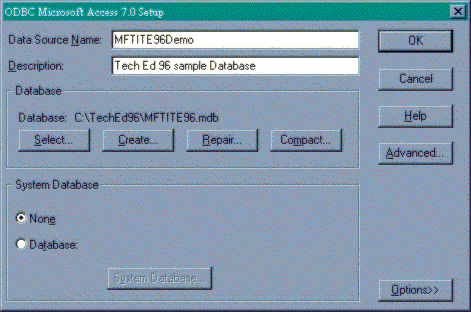 ODBC Microsoft Access 7.0 Setup
Data Source Name: MFTITE96Demo
OK
Description: Tech Ed 96 sample Database
Cancel
Database
Database: C:\TechEd96\MFTITE96.mdb
Help
Select... Create... Repair... Compact...
Advanced...
System Database
None
Database:
System Database...
Options>>